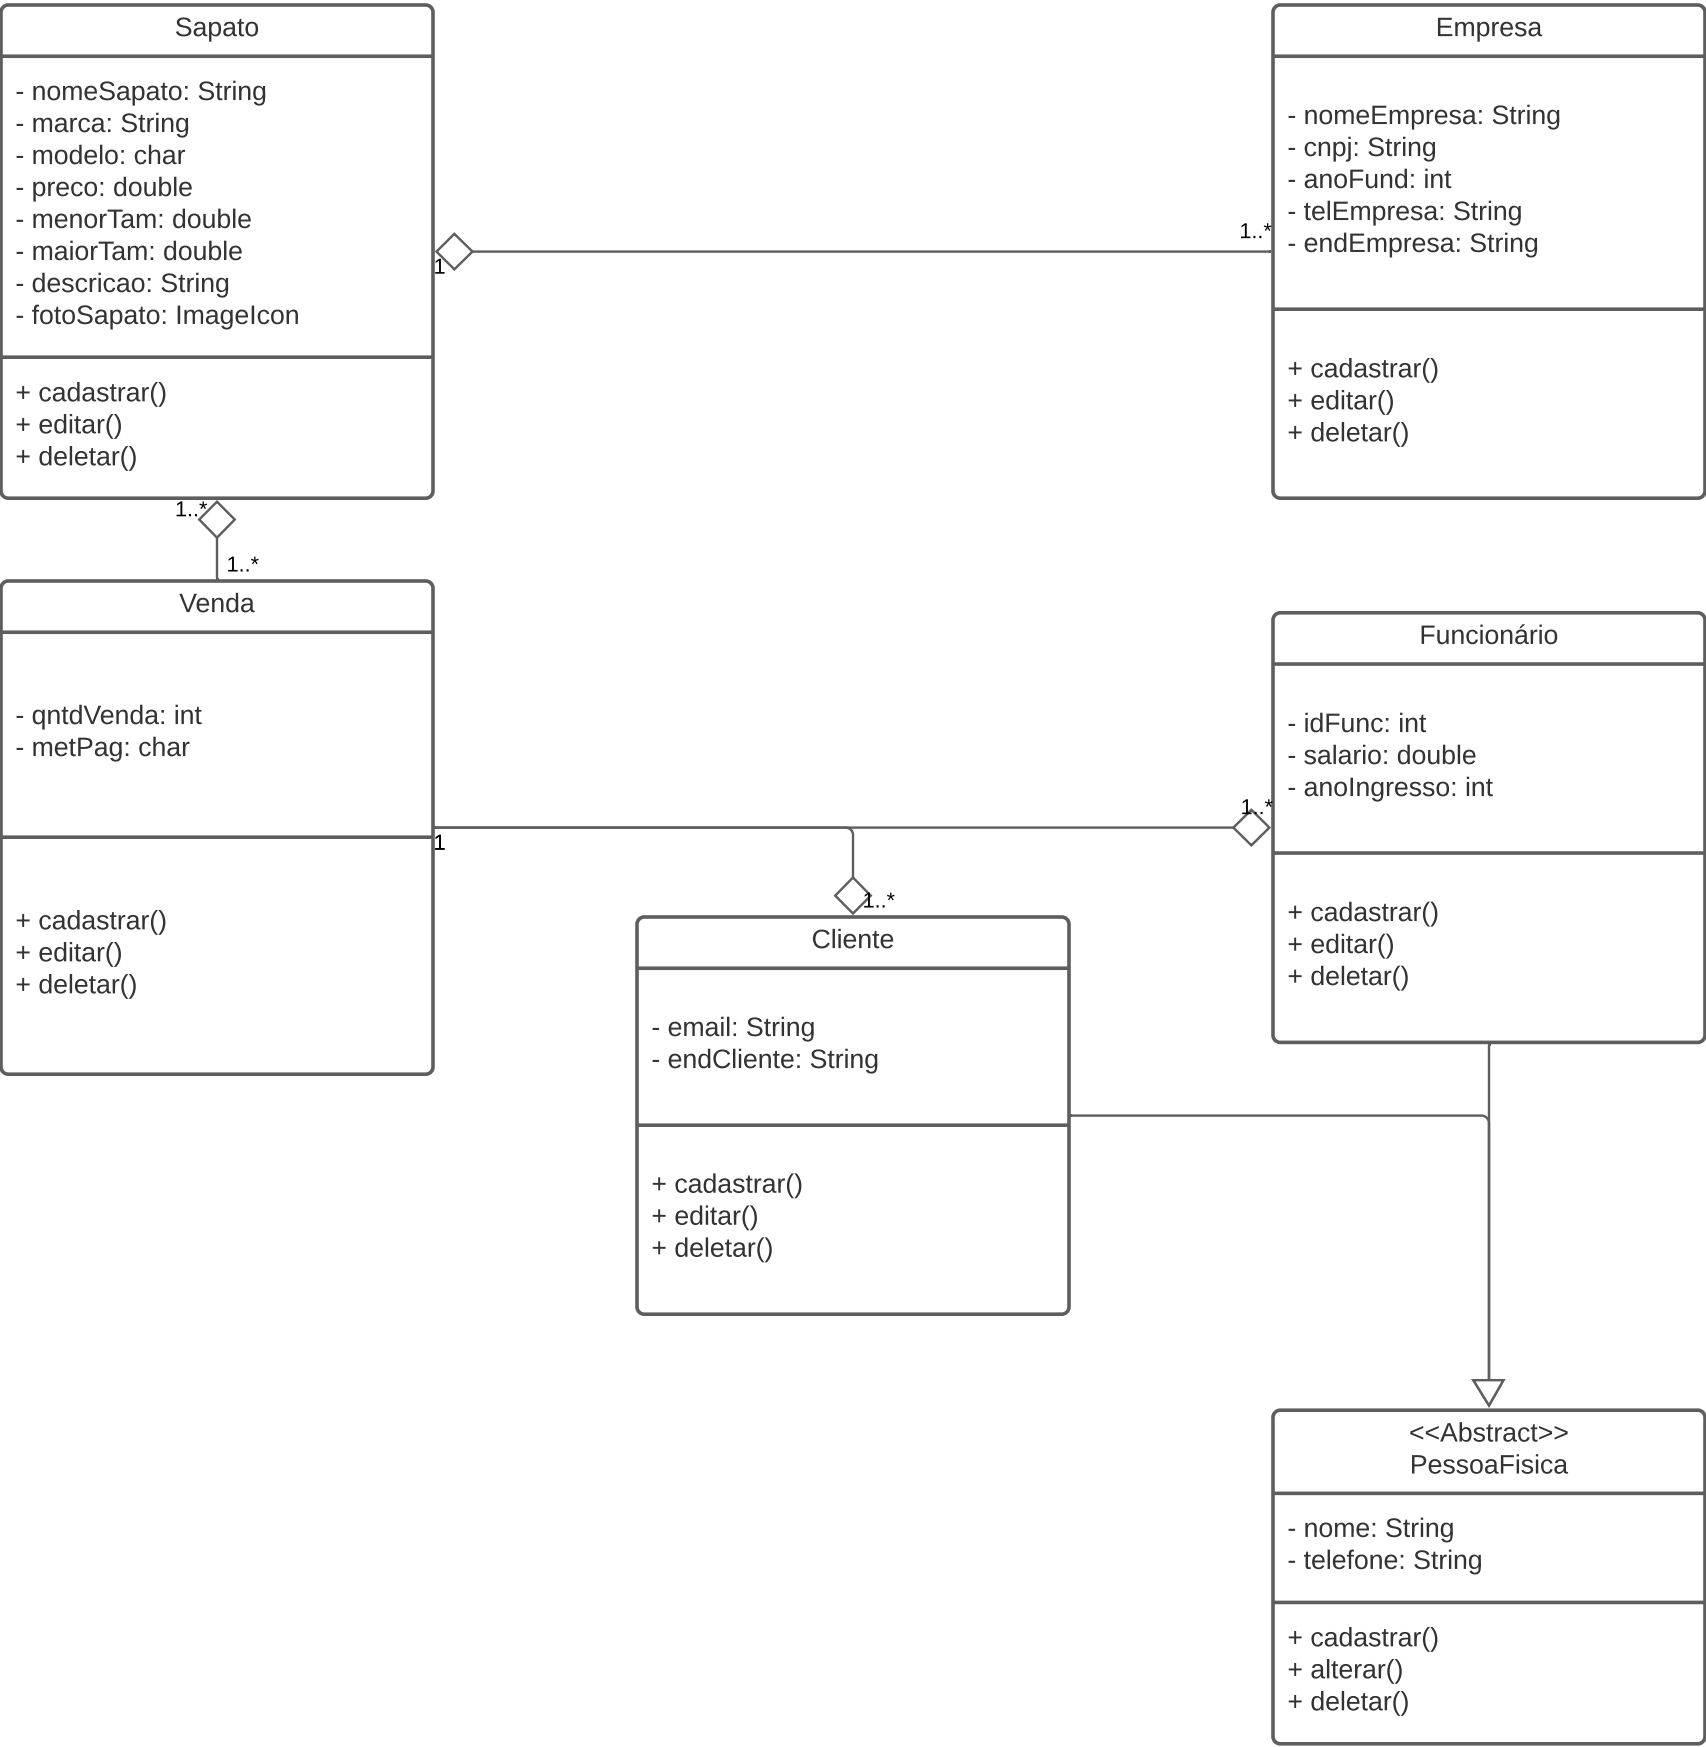 Sapato
- nomeSapato: String
- marca: String
- modelo: char
- preco: double
- menorTam: double
- maiorTam: double
- descricao: String
- fotoSapato: ImageIcon
+ cadastrar()
+ editar()
+ deletar()
Empresa
- nomeEmpresa: String
- cnpj: String
- anoFund: int
- telEmpresa: String
- endEmpresa: String
+ cadastrar()
+ editar()
+ deletar()
1
1..*
1..*
1..*
Venda
- qntdVenda: int
- metPag: char
+ cadastrar()
+ editar()
+ deletar()
Funcionário
- idFunc: int
- salario: double
- anoIngresso: int
+ cadastrar()
+ editar()
+ deletar()
1
1..*
1..*
Cliente
- email: String
- endCliente: String
+ cadastrar()
+ editar()
+ deletar()
<<Abstract>>
PessoaFisica
- nome: String
- telefone: String
+ cadastrar()
+ alterar()
+ deletar()